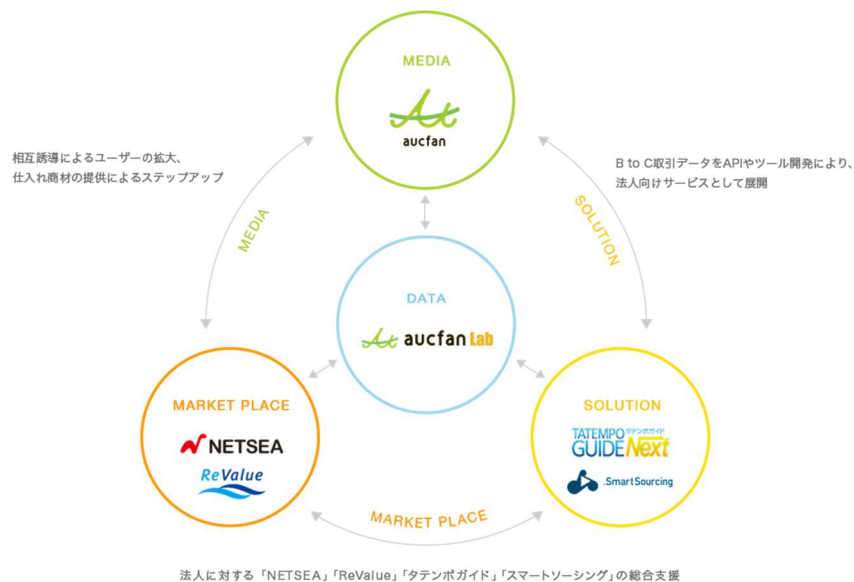 MEDIA
aucfan
相互誘導によるユーザーの拡大、
仕入れ商材の提供によるステップアップ
B to C取引データをAPIやツール開発により、
法人向けサービスとして展開
MEDIA
SOLUTION
DATA
aucfan Lab
MARKET PLACE
NETSEA
ReValue
SOLUTION
TATEMPO タテンポガイド
GUIDE Next
.SmartSourcing
MARKET PLACE
法人に対する「NETSEA」「ReValue」「タテンポガイド」「スマートソーシング」の総合支援